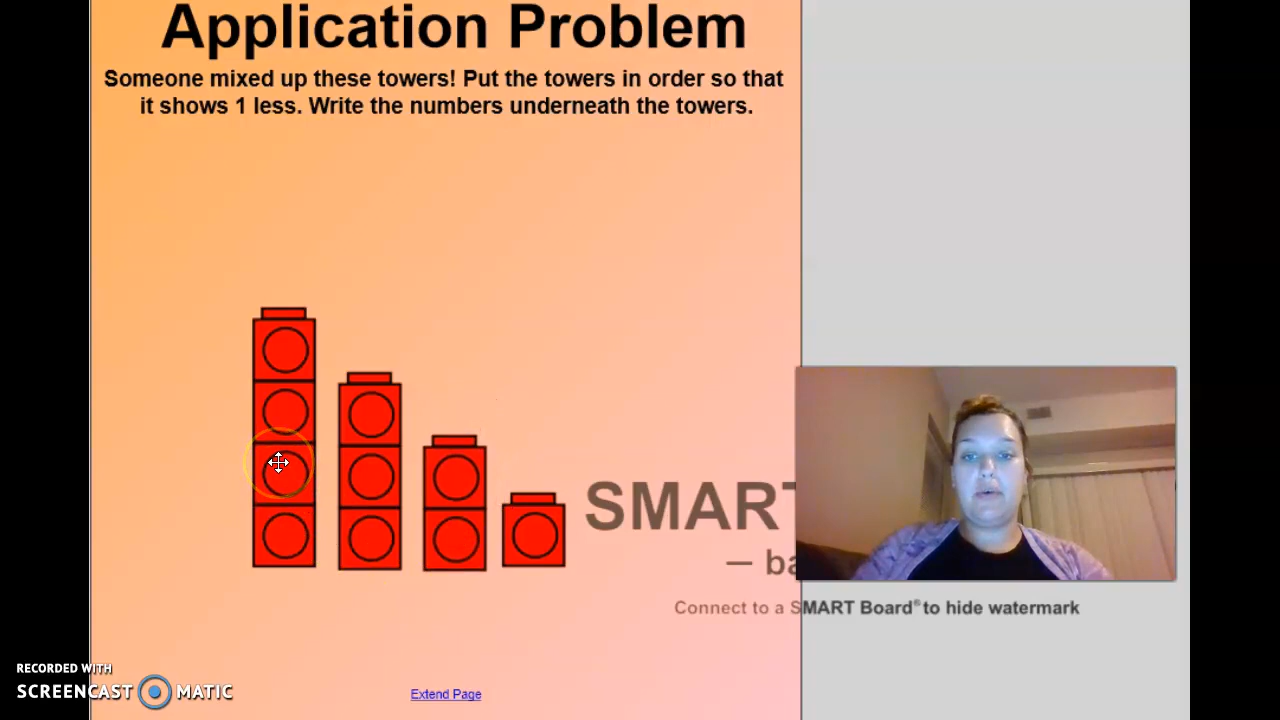 Application Problem
Someone mixed up these towers! Put the towers in order so that
it shows 1 less. Write the numbers underneath the towers.
SMART
— ba
Connect to a SMART Board® to hide watermark
RECORDED WITH
SCREENCAST MATIC
Extend Page